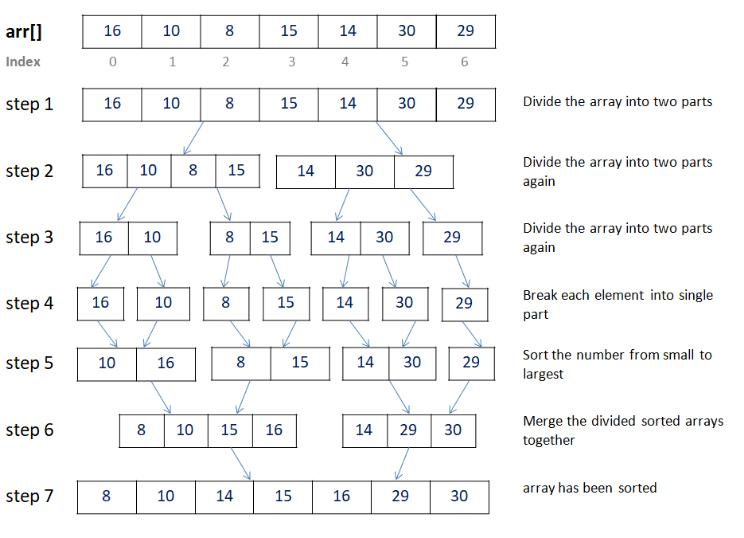 arr[] 16 10 8 15 14 30 29
Index 0 1 2 3 4 5 6
step 1 16 10 8 15 14 30 29 Divide the array into two parts
step 2 16 10 8 15 14 30 29 Divide the array into two parts
again
step 3 16 10 8 15 14 30 29 Divide the array into two parts
again
step 4 16 10 8 15 14 30 29 Break each element into single
part
step 5 10 16 8 15 14 30 29 Sort the number from small to
largest
step 6 8 10 15 16 14 29 30 Merge the divided sorted arrays
together
step 7 8 10 14 15 16 29 30 array has been sorted